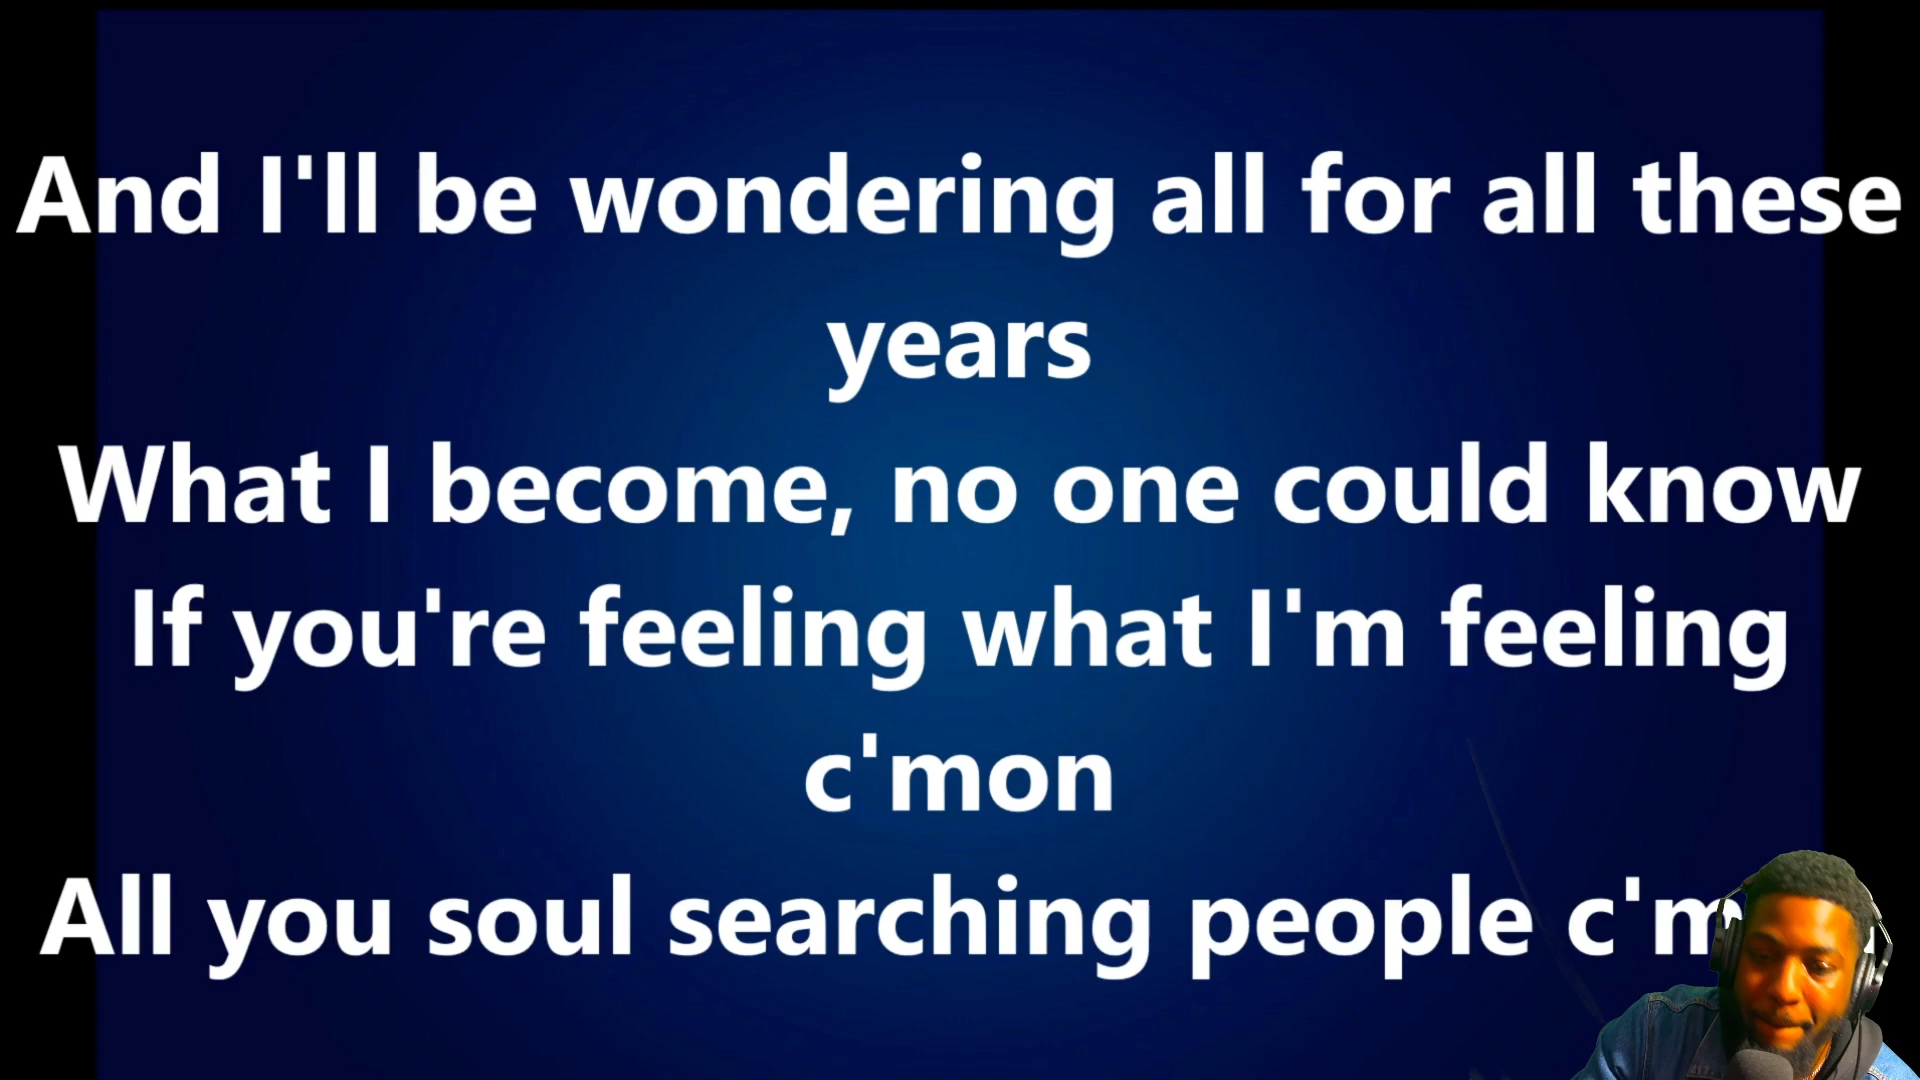 And I'll be wondering all for all these
years
What I become, no one could know
If you're feeling what I'm feeling
c'mon
All you soul searching people